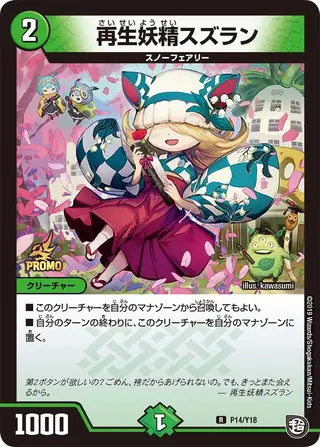 2
さいせいようせい
再生妖精スズラン
スノーフェアリー
PROMO
illus. kawasumi
クリーチャー
©2019 Wizards/Shogakukan/Mitsui-Kids
■このクリーチャーを自分のマナゾーンから召喚してもよい。
■自分のターンの終わりに、このクリーチャーを自分のマナゾーンに
置く。
第2ボタンが欲しいの?ごめん、袴だからあげられないの。でも、きっとまた会え
るから。 ― 再生妖精スズラン
1000
1
R P14/Y18